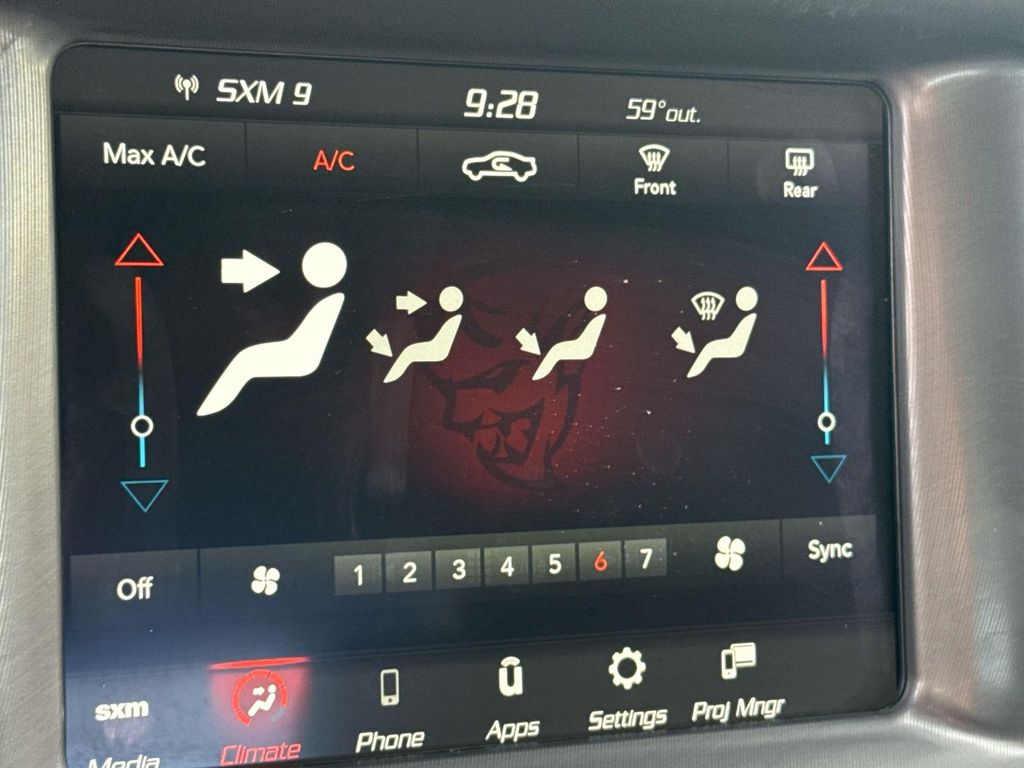 SXM 9
9:28
59° out.
Max A/C
A/C
Front
Rear
Off
1 2 3 4 5 6 7
Sync
sxm
Media
Climate
Phone
Apps
Settings
Proj Mngr